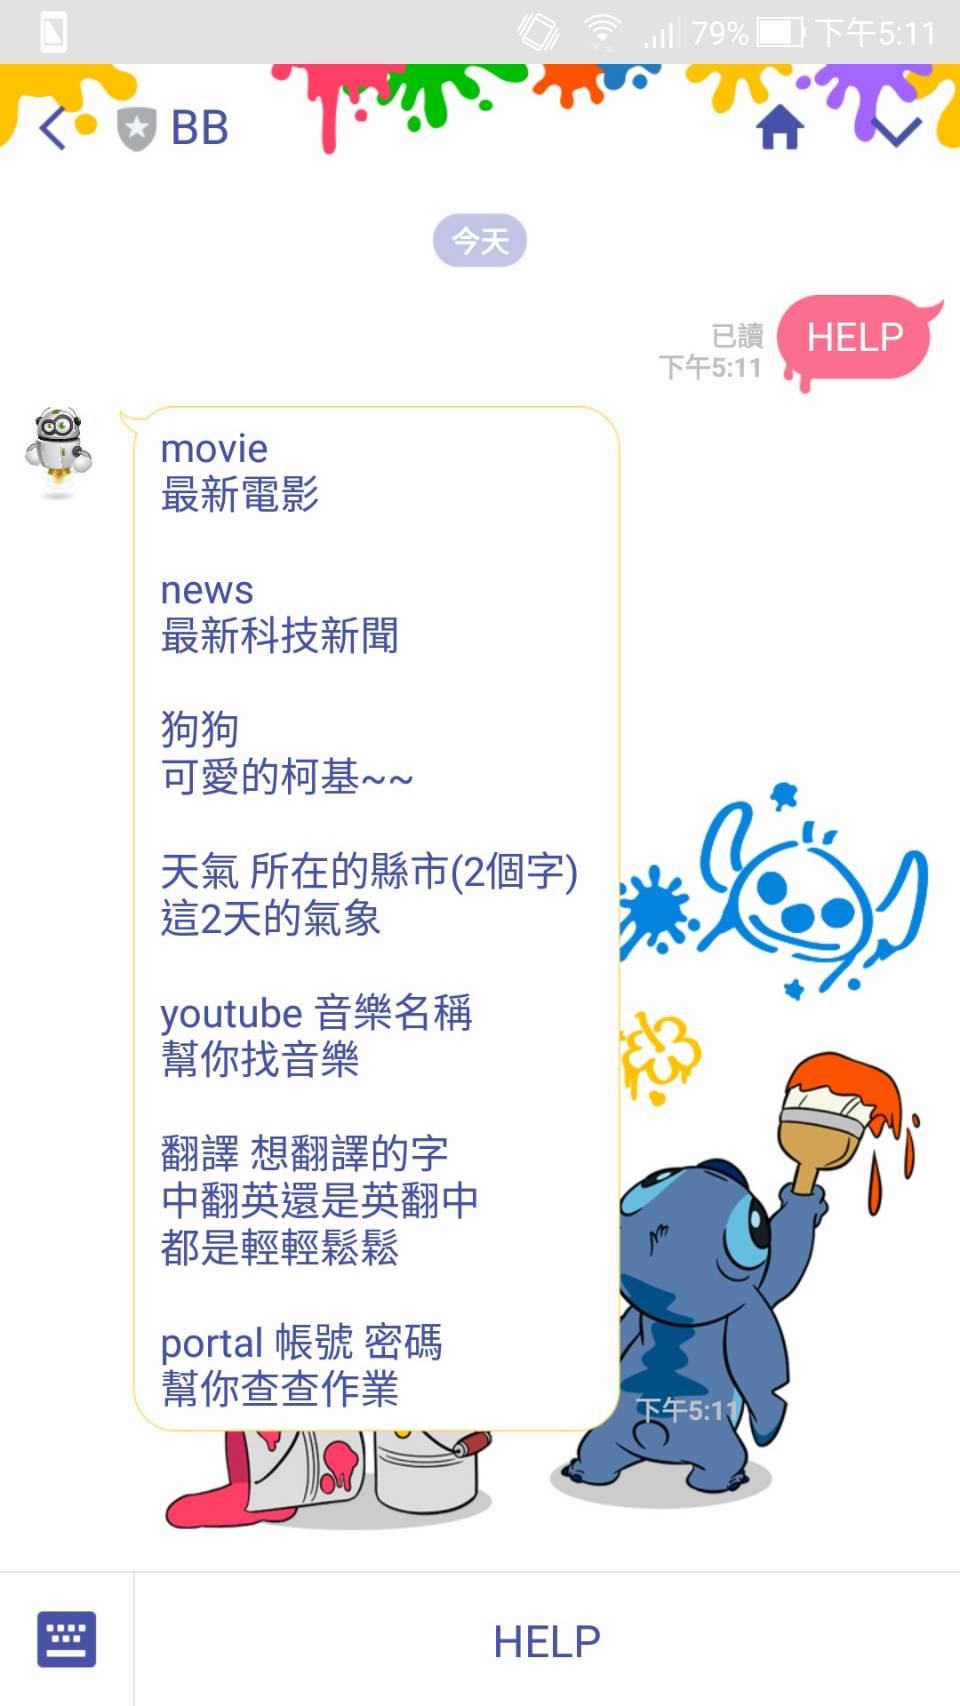 79% 下午5:11
BB
今天
HELP
已讀
下午5:11
movie
最新電影
news
最新科技新聞
狗狗
可愛的柯基~~
天氣 所在的縣市(2個字)
這2天的氣象
youtube 音樂名稱
幫你找音樂
翻譯 想翻譯的字
中翻英還是英翻中
都是輕輕鬆鬆
portal 帳號 密碼
幫你查查作業
下午5:11
HELP